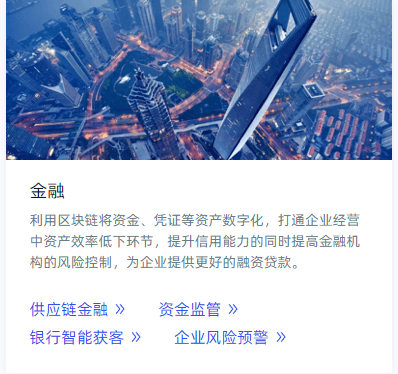 金融
利用区块链将资金、凭证等资产数字化，打通企业经营
中资产效率低下环节，提升信用能力的同时提高金融机
构的风险控制，为企业提供更好的融资贷款。
供应链金融 » 资金监管 »
银行智能获客 » 企业风险预警 »